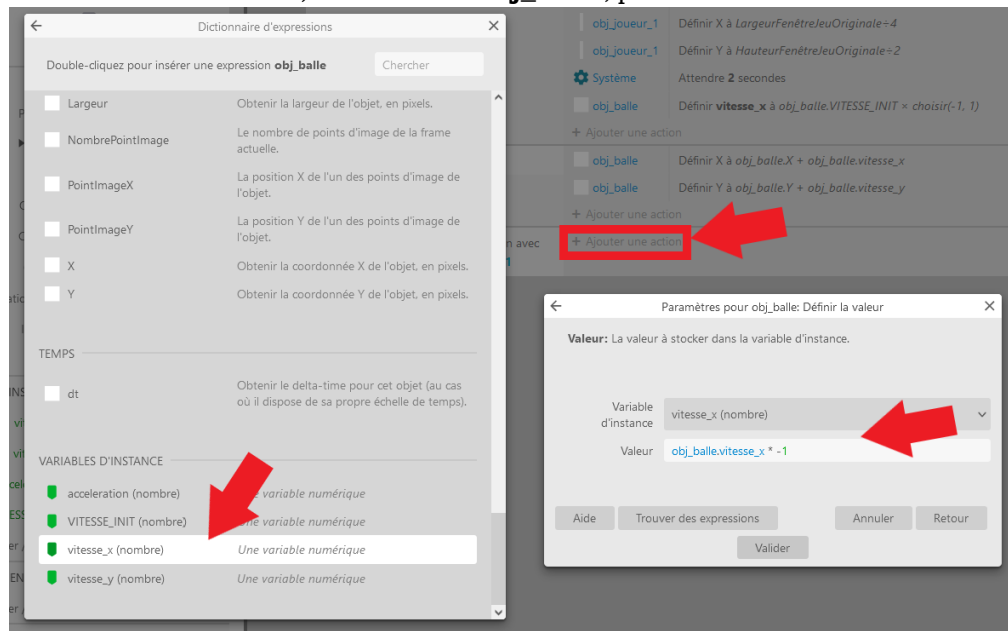 obj_
Dictionnaire d'expressions
Double-cliquez pour insérer une expression obj_balle
Chercher
Largeur
Obtenir la largeur de l'objet, en pixels.
NombrePointImage
Le nombre de points d'image de la frame
actuelle.
PointImageX
La position X de l'un des points d'image de
l'objet.
PointImageY
La position Y de l'un des points d'image de
l'objet.
X
Obtenir la coordonnée X de l'objet, en pixels.
Y
Obtenir la coordonnée Y de l'objet, en pixels.
TEMPS
dt
Obtenir le delta-time pour cet objet (au cas
où il dispose de sa propre échelle de temps).
VARIABLES D'INSTANCE
acceleration (nombre)
Une variable numérique
VITESSE_INIT (nombre)
Une variable numérique
vitesse_x (nombre)
Une variable numérique
vitesse_y (nombre)
Une variable numérique
obj_joueur_1 Définir X à LargeurFenêtreJeuOriginale÷4
obj_joueur_1 Définir Y à HauteurFenêtreJeuOriginale÷2
Système Attendre 2 secondes
obj_balle Définir vitesse_x à obj_balle.VITESSE_INIT × choisir(-1, 1)
+ Ajouter une action
obj_balle Définir X à obj_balle.X + obj_balle.vitesse_x
obj_balle Définir Y à obj_balle.Y + obj_balle.vitesse_y
+ Ajouter une action
n avec
+ Ajouter une action
1
Paramètres pour obj_balle: Définir la valeur
Valeur: La valeur à stocker dans la variable d'instance.
Variable
d'instance
vitesse_x (nombre)
Valeur
obj_balle.vitesse_x * -1
Aide
Trouver des expressions
Annuler
Retour
Valider